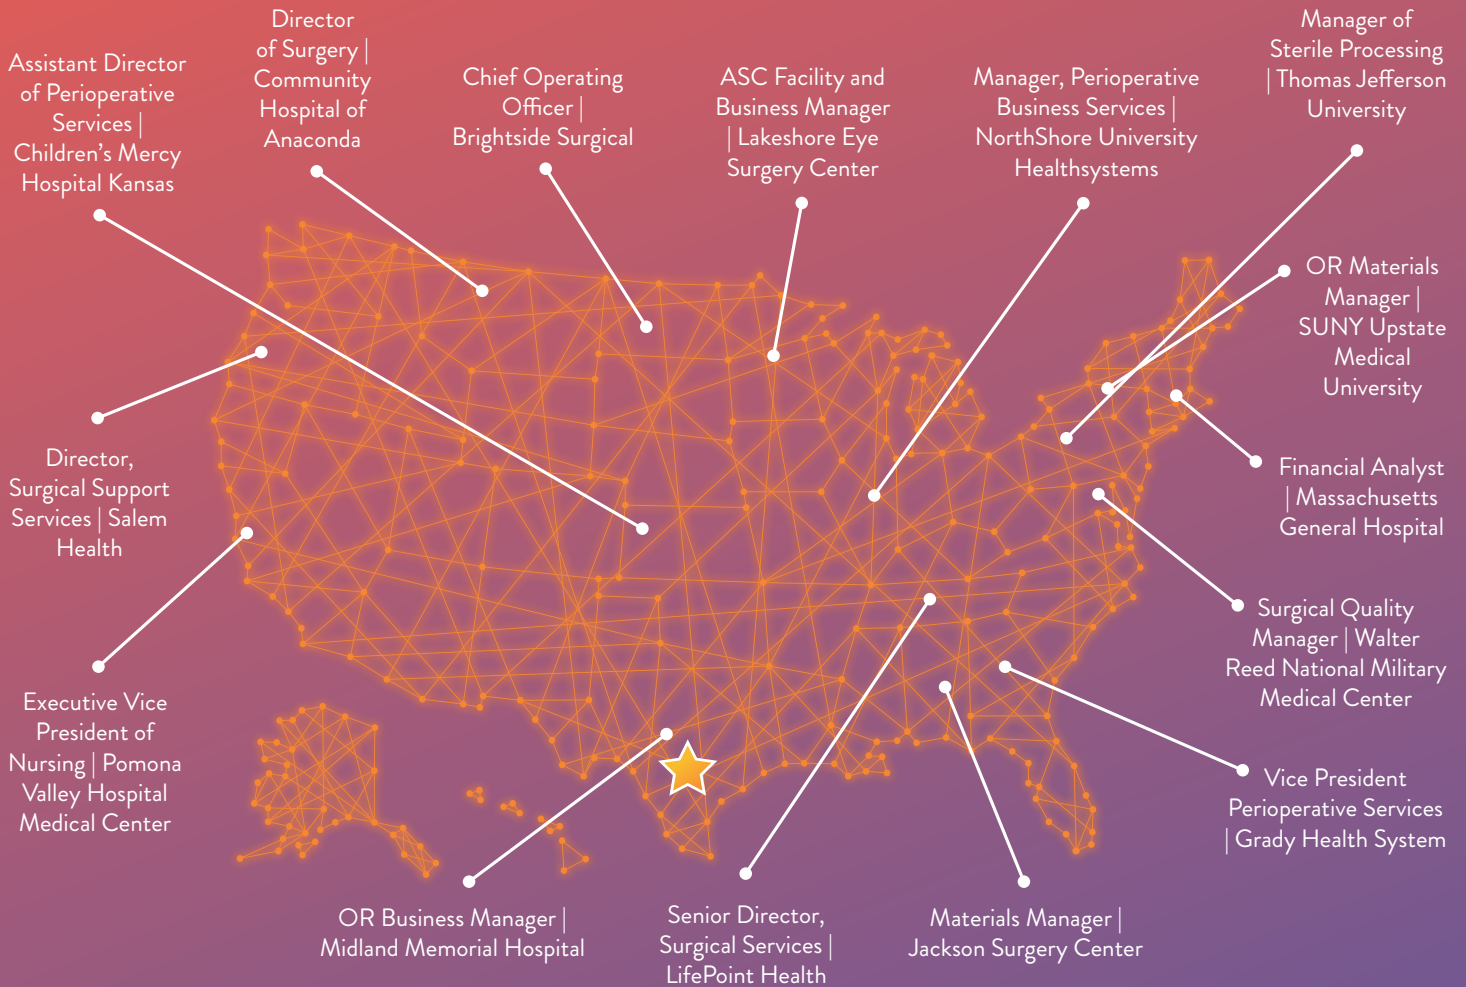 Assistant Director
of Perioperative
Services |
Children’s Mercy
Hospital Kansas
Director
of Surgery |
Community
Hospital of
Anaconda
Chief Operating
Officer |
Brightside Surgical
ASC Facility and
Business Manager
| Lakeshore Eye
Surgery Center
Manager, Perioperative
Business Services |
NorthShore University
Healthsystems
Manager of
Sterile Processing
| Thomas Jefferson
University
OR Materials
Manager |
SUNY Upstate
Medical
University
Director,
Surgical Support
Services | Salem
Health
Financial Analyst
| Massachusetts
General Hospital
Surgical Quality
Manager | Walter
Reed National Military
Medical Center
Executive Vice
President of
Nursing | Pomona
Valley Hospital
Medical Center
Vice President
Perioperative Services
| Grady Health System
OR Business Manager |
Midland Memorial Hospital
Senior Director,
Surgical Services |
LifePoint Health
Materials Manager |
Jackson Surgery Center